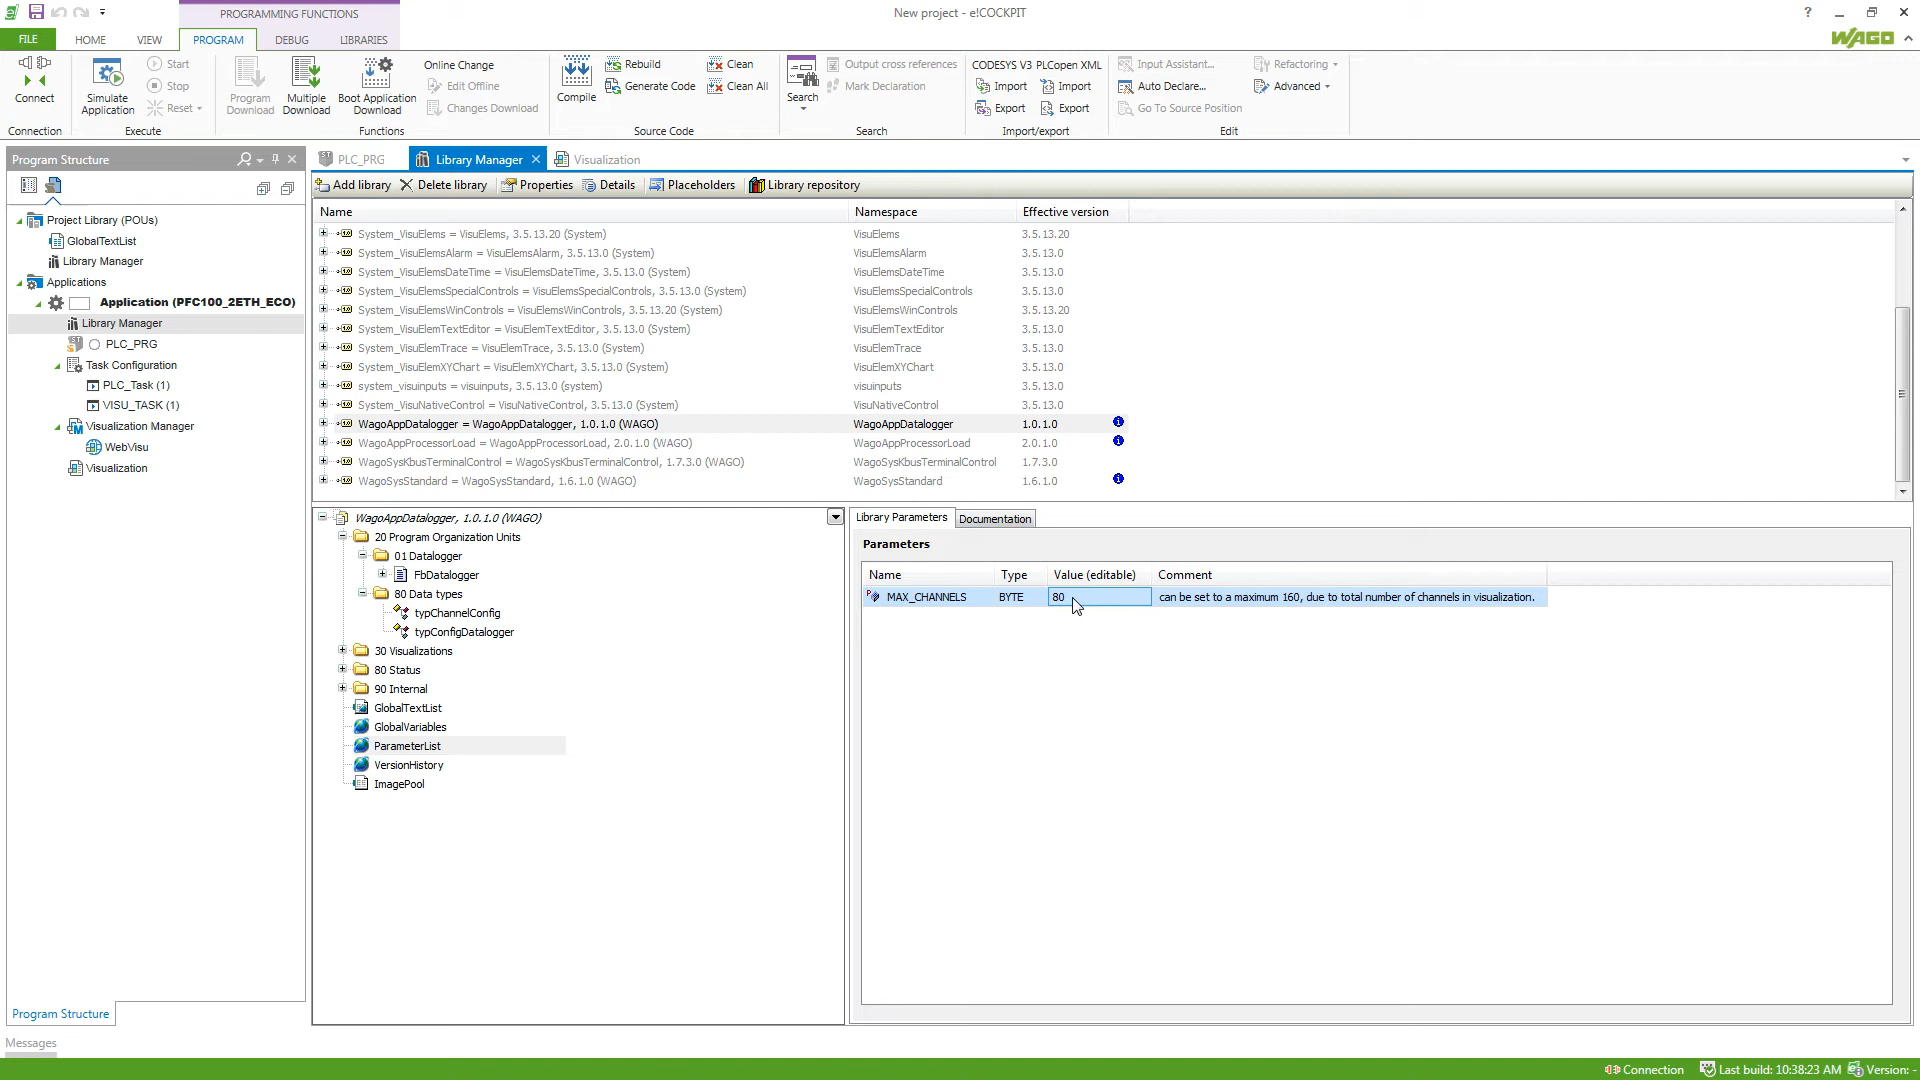 PROGRAMMING FUNCTIONS
New project - e!COCKPIT
?
FILE
HOME
VIEW
PROGRAM
DEBUG
LIBRARIES
WAGO
Connect
Connection
Simulate Application
Start
Stop
Reset
Execute
Program Download
Multiple Download
Boot Application Download
Online Change
Edit Offline
Changes Download
Functions
Compile
Rebuild
Generate Code
Clean
Clean All
Source Code
Search
Output cross references
Mark Declaration
Search
CODESYS V3 PLCopen XML
Import Import
Export Export
Import/export
Input Assistant...
Auto Declare...
Go To Source Position
Refactoring
Advanced
Edit
Program Structure
PLC_PRG
Library Manager
Visualization
Add library
Delete library
Properties
Details
Placeholders
Library repository
Project Library (POUs)
GlobalTextList
Library Manager
Applications
Application (PFC100_2ETH_ECO)
Library Manager
PLC_PRG
Task Configuration
PLC_Task (1)
VISU_TASK (1)
Visualization Manager
WebVisu
Visualization
Name Namespace Effective version
System_VisuElems = VisuElems, 3.5.13.20 (System) VisuElems 3.5.13.20
System_VisuElemsAlarm = VisuElemsAlarm, 3.5.13.0 (System) VisuElemsAlarm 3.5.13.0
System_VisuElemsDateTime = VisuElemsDateTime, 3.5.13.0 (System) VisuElemsDateTime 3.5.13.0
System_VisuElemsSpecialControls = VisuElemsSpecialControls, 3.5.13.0 (System) VisuElemsSpecialControls 3.5.13.0
System_VisuElemsWinControls = VisuElemsWinControls, 3.5.13.20 (System) VisuElemsWinControls 3.5.13.20
System_VisuElemTextEditor = VisuElemTextEditor, 3.5.13.0 (System) VisuElemTextEditor 3.5.13.0
System_VisuElemTrace = VisuElemTrace, 3.5.13.0 (System) VisuElemTrace 3.5.13.0
System_VisuElemXYChart = VisuElemXYChart, 3.5.13.0 (System) VisuElemXYChart 3.5.13.0
system_visuinputs = visuinputs, 3.5.13.0 (system) visuinputs 3.5.13.0
System_VisuNativeControl = VisuNativeControl, 3.5.13.0 (System) VisuNativeControl 3.5.13.0
WagoAppDatalogger = WagoAppDatalogger, 1.0.1.0 (WAGO) WagoAppDatalogger 1.0.1.0
WagoAppProcessorLoad = WagoAppProcessorLoad, 2.0.1.0 (WAGO) WagoAppProcessorLoad 2.0.1.0
WagoSysKbusTerminalControl = WagoSysKbusTerminalControl, 1.7.3.0 (WAGO) WagoSysKbusTerminalControl 1.7.3.0
WagoSysStandard = WagoSysStandard, 1.6.1.0 (WAGO) WagoSysStandard 1.6.1.0
WagoAppDatalogger, 1.0.1.0 (WAGO)
20 Program Organization Units
01 Datalogger
FbDatalogger
80 Data types
typChannelConfig
typConfigDatalogger
30 Visualizations
80 Status
90 Internal
GlobalTextList
GlobalVariables
ParameterList
VersionHistory
ImagePool
Library Parameters
Documentation
Parameters
Name Type Value (editable) Comment
MAX_CHANNELS BYTE 80 can be set to a maximum 160, due to total number of channels in visualization.
Program Structure
Messages
Connection
Last build: 10:38:23 AM
Version: -